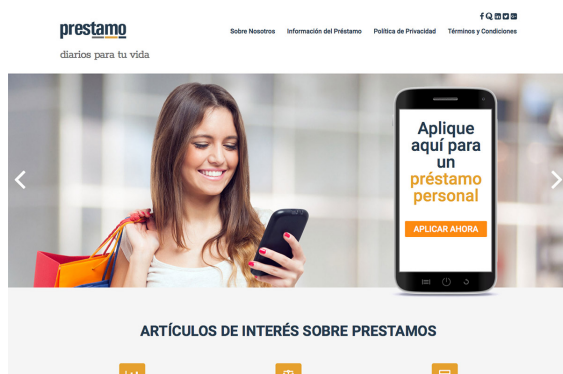 prestamo
diarios para tu vida
Sobre Nosotros Información del Préstamo Política de Privacidad Términos y Condiciones
Aplique
aquí para
un
préstamo
personal
APLICAR AHORA
ARTÍCULOS DE INTERÉS SOBRE PRESTAMOS